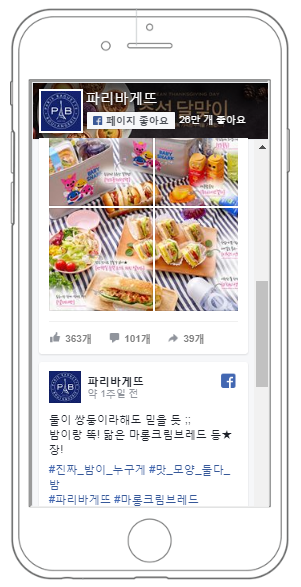 추석 달맞이
파리바게뜨
페이지 좋아요
26만 개 좋아요
363개
101개
39개
파리바게뜨
약 1주일 전
둘이 쌍둥이라해도 믿을 듯 ;;
밤이랑 똑! 닮은 마롱크림브레드 등★
장!
#진짜_밤이_누구게 #맛_모양_둘다_
밤
#파리바게뜨 #마롱크림브레드